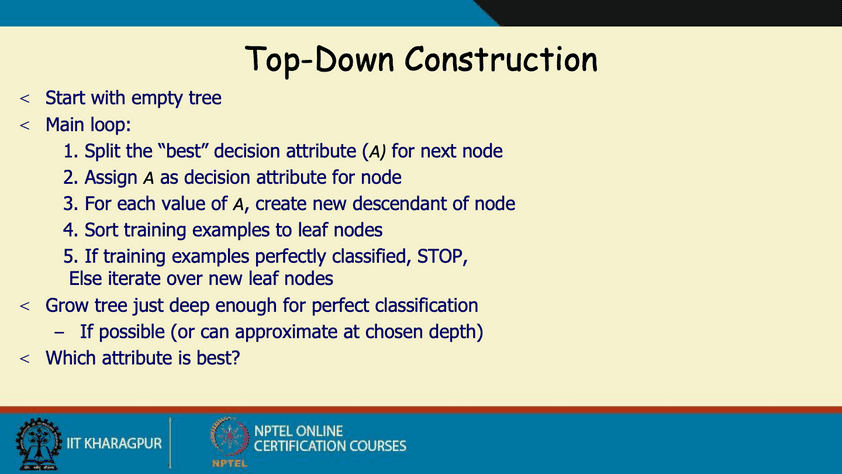 Top-Down Construction
< Start with empty tree
< Main loop:
1. Split the “best” decision attribute (A) for next node
2. Assign A as decision attribute for node
3. For each value of A, create new descendant of node
4. Sort training examples to leaf nodes
5. If training examples perfectly classified, STOP,
Else iterate over new leaf nodes
< Grow tree just deep enough for perfect classification
– If possible (or can approximate at chosen depth)
< Which attribute is best?
IIT KHARAGPUR
NPTEL
NPTEL ONLINE
CERTIFICATION COURSES